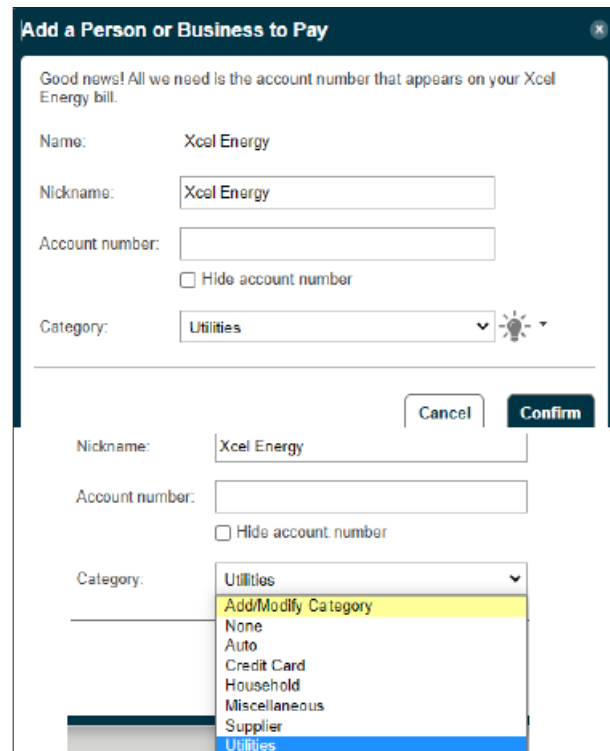 Add a Person or Business to Pay
Good news! All we need is the account number that appears on your Xcel
Energy bill.
Name: Xcel Energy
Nickname: Xcel Energy
Account number:
Hide account number
Category: Utilities
Cancel Confirm
Nickname: Xcel Energy
Account number:
Hide account number
Category: Utilities
Add/Modify Category
None
Auto
Credit Card
Household
Miscellaneous
Supplier
Utilities